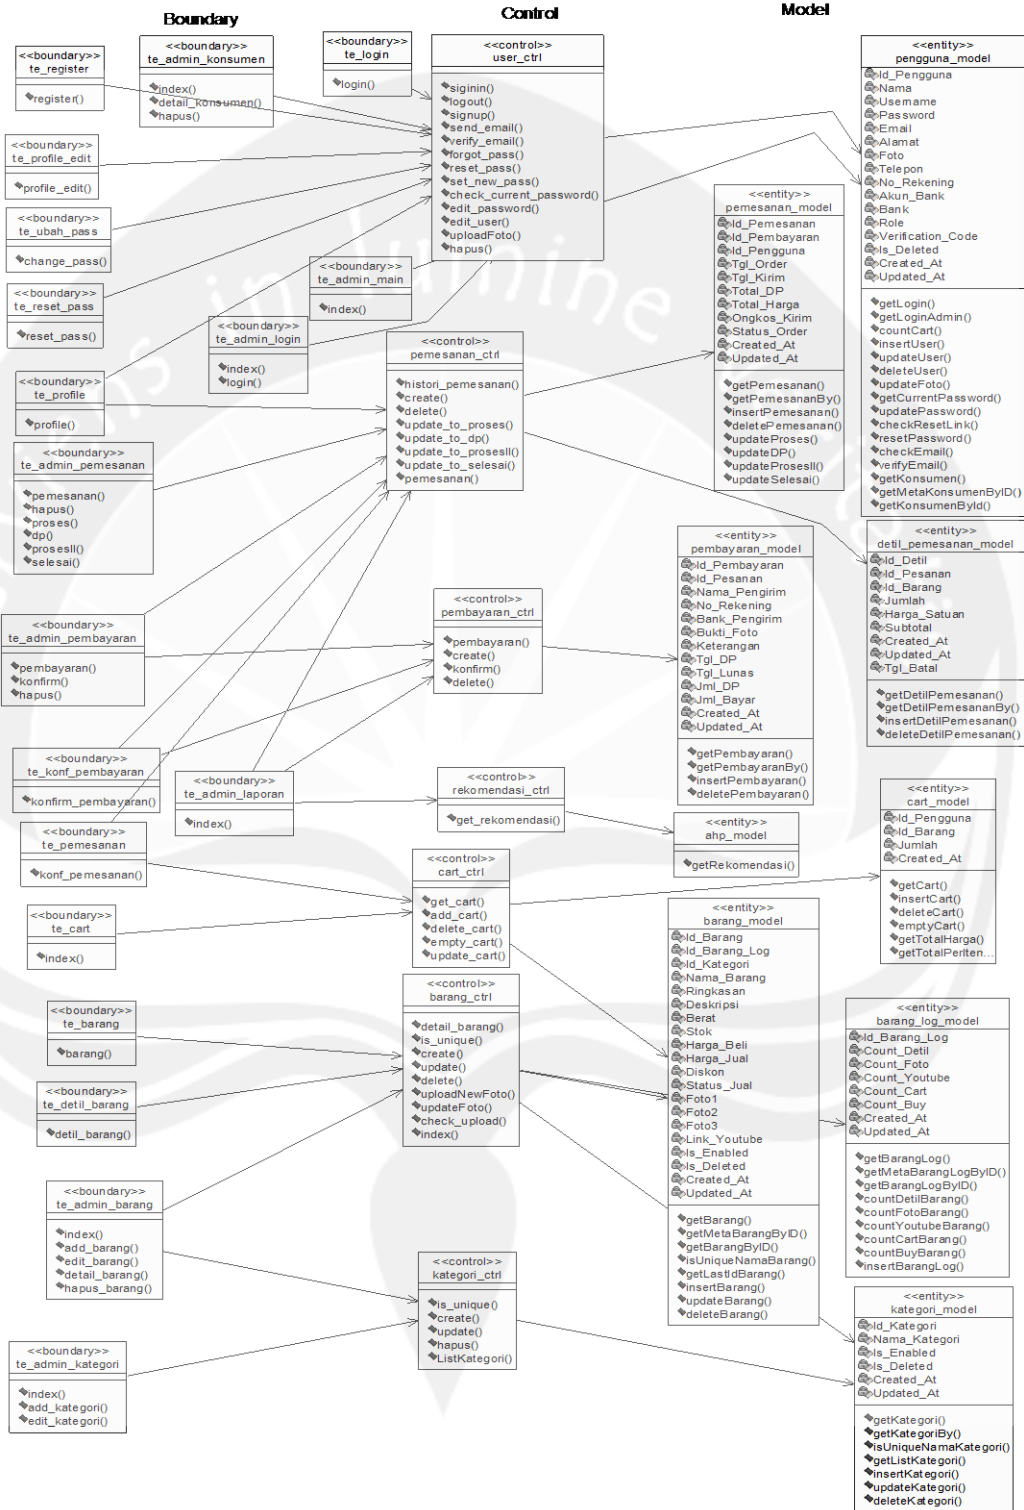 Boundary
Control
Model
<<boundary>>
te_register
register()
<<boundary>>
te_admin_konsumen
index()
detail_konsumen()
hapus()
<<boundary>>
te_login
login()
<<boundary>>
te_profile_edit
profile_edit()
<<boundary>>
te_ubah_pass
change_pass()
<<boundary>>
te_reset_pass
reset_pass()
<<boundary>>
te_admin_main
index()
<<boundary>>
te_admin_login
index()
login()
<<boundary>>
te_profile
profile()
<<boundary>>
te_admin_pemesanan
pemesanan()
hapus()
proses()
dp()
prosesII()
selesai()
<<boundary>>
te_admin_pembayaran
pembayaran()
konfirm()
hapus()
<<boundary>>
te_konf_pembayaran
konfirm_pembayaran()
<<boundary>>
te_admin_laporan
index()
<<boundary>>
te_pemesanan
konf_pemesanan()
<<boundary>>
te_cart
index()
<<boundary>>
te_barang
barang()
<<boundary>>
te_detil_barang
detil_barang()
<<boundary>>
te_admin_barang
index()
add_barang()
edit_barang()
detail_barang()
hapus_barang()
<<boundary>>
te_admin_kategori
index()
add_kategori()
edit_kategori()
<<control>>
user_ctrl
siginin()
logout()
signup()
send_email()
verify_email()
forgot_pass()
reset_pass()
set_new_pass()
check_current_password()
edit_password()
edit_user()
uploadFoto()
hapus()
<<control>>
pemesanan_ctrl
histori_pemesanan()
create()
delete()
update_to_proses()
update_to_dp()
update_to_prosesII()
update_to_selesai()
pemesanan()
<<control>>
pembayaran_ctrl
pembayaran()
create()
konfirm()
delete()
<<control>>
rekomendasi_ctrl
get_rekomendasi()
<<control>>
cart_ctrl
get_cart()
add_cart()
delete_cart()
empty_cart()
update_cart()
<<control>>
barang_ctrl
detail_barang()
is_unique()
create()
update()
delete()
uploadNewFoto()
updateFoto()
check_upload()
index()
<<control>>
kategori_ctrl
is_unique()
create()
update()
hapus()
ListKategori()
<<entity>>
pengguna_model
Id_Pengguna
Nama
Username
Password
Email
Alamat
Foto
Telepon
No_Rekening
Akun_Bank
Bank
Role
Verification_Code
Is_Deleted
Created_At
Updated_At
getLogin()
getLoginAdmin()
countCart()
insertUser()
updateUser()
deleteUser()
updateFoto()
getCurrentPassword()
updatePassword()
checkResetLink()
resetPassword()
checkEmail()
verifyEmail()
getKonsumen()
getMetaKonsumenByID()
getKonsumenById()
<<entity>>
pemesanan_model
Id_Pemesanan
Id_Pembayaran
Id_Pengguna
Tgl_Order
Tgl_Kirim
Total_DP
Total_Harga
Ongkos_Kirim
Status_Order
Created_At
Updated_At
getPemesanan()
getPemesananBy()
insertPemesanan()
deletePemesanan()
updateProses()
updateDP()
updateProsesII()
updateSelesai()
<<entity>>
detil_pemesanan_model
Id_Detil
Id_Pesanan
Id_Barang
Jumlah
Harga_Satuan
Subtotal
Created_At
Updated_At
Tgl_Batal
getDetilPemesanan()
getDetilPemesananBy()
insertDetilPemesanan()
deleteDetilPemesanan()
<<entity>>
pembayaran_model
Id_Pembayaran
Id_Pesanan
Nama_Pengirim
No_Rekening
Bank_Pengirim
Bukti_Foto
Keterangan
Tgl_DP
Tgl_Lunas
Jml_DP
Jml_Bayar
Created_At
Updated_At
getPembayaran()
getPembayaranBy()
insertPembayaran()
deletePembayaran()
<<entity>>
ahp_model
getRekomendasi()
<<entity>>
cart_model
Id_Pengguna
Id_Barang
Jumlah
Created_At
getCart()
insertCart()
deleteCart()
emptyCart()
getTotalHarga()
getTotalPerIten...
<<entity>>
barang_model
Id_Barang
Id_Barang_Log
Id_Kategori
Nama_Barang
Ringkasan
Deskripsi
Berat
Stok
Harga_Beli
Harga_Jual
Diskon
Status_Jual
Foto1
Foto2
Foto3
Link_Youtube
Is_Enabled
Is_Deleted
Created_At
Updated_At
getBarang()
getMetaBarangByID()
getBarangByID()
isUniqueNamaBarang()
getLastIdBarang()
insertBarang()
updateBarang()
deleteBarang()
<<entity>>
barang_log_model
Id_Barang_Log
Count_Detil
Count_Foto
Count_Youtube
Count_Cart
Count_Buy
Created_At
Updated_At
getBarangLog()
getMetaBarangLogByID()
getBarangLogByID()
countDetilBarang()
countFotoBarang()
countYoutubeBarang()
countCartBarang()
countBuyBarang()
insertBarangLog()
<<entity>>
kategori_model
Id_Kategori
Nama_Kategori
Is_Enabled
Is_Deleted
Created_At
Updated_At
getKategori()
getKategoriBy()
isUniqueNamaKategori()
getListKategori()
insertKategori()
updateKategori()
deleteKategori()